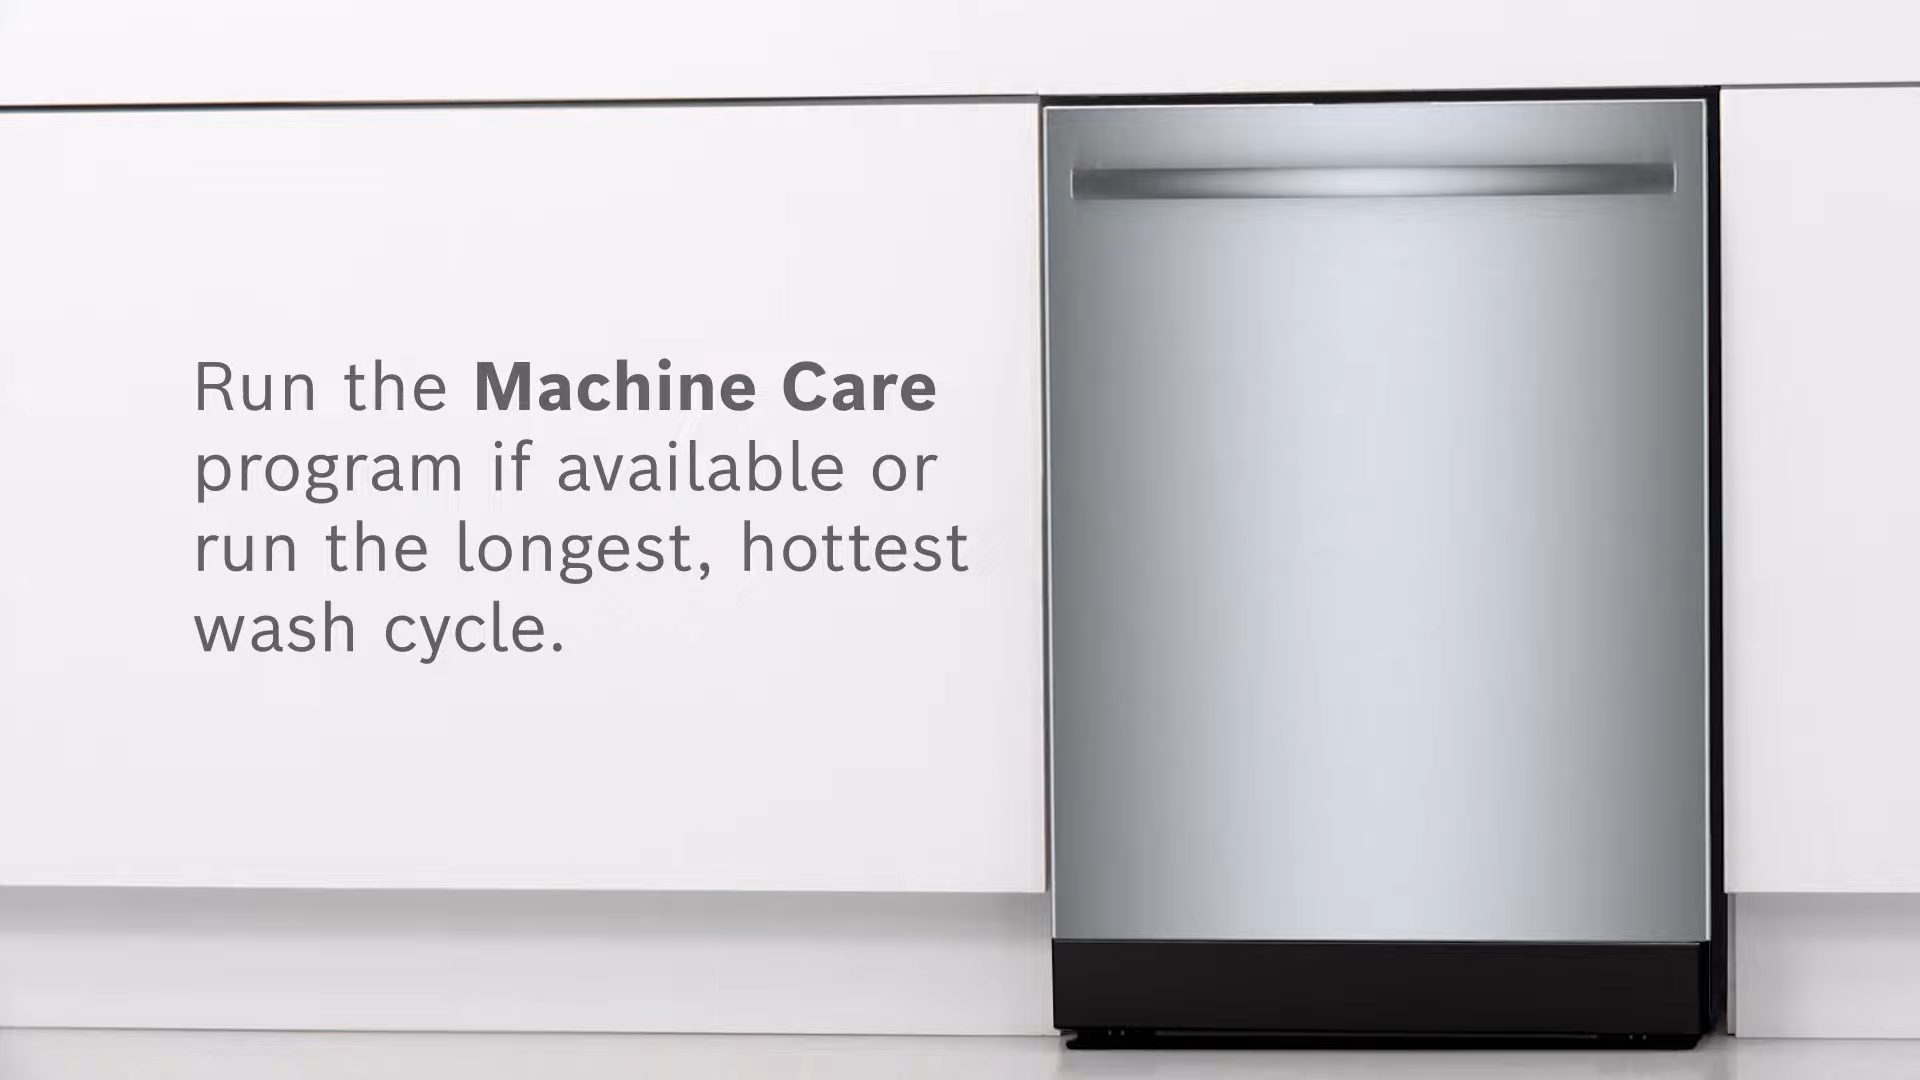 Run the Machine Care
program if available or
run the longest, hottest
wash cycle.